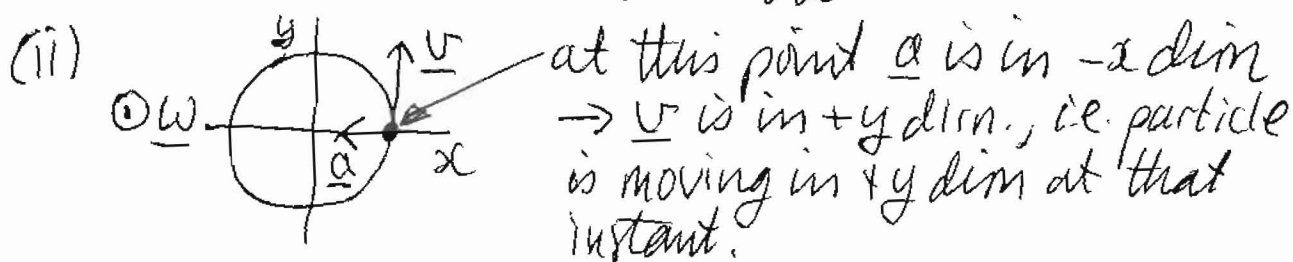 (ii) y v at this point a is in -x dirn
⊙ω → v is in +y dirn., i.e. particle
a x is moving in +y dirn at that
instant.